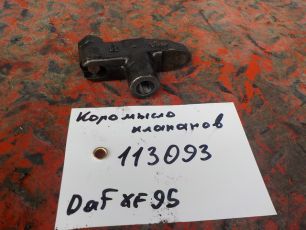 Коромысло
клапанов
113093
Daf XF95